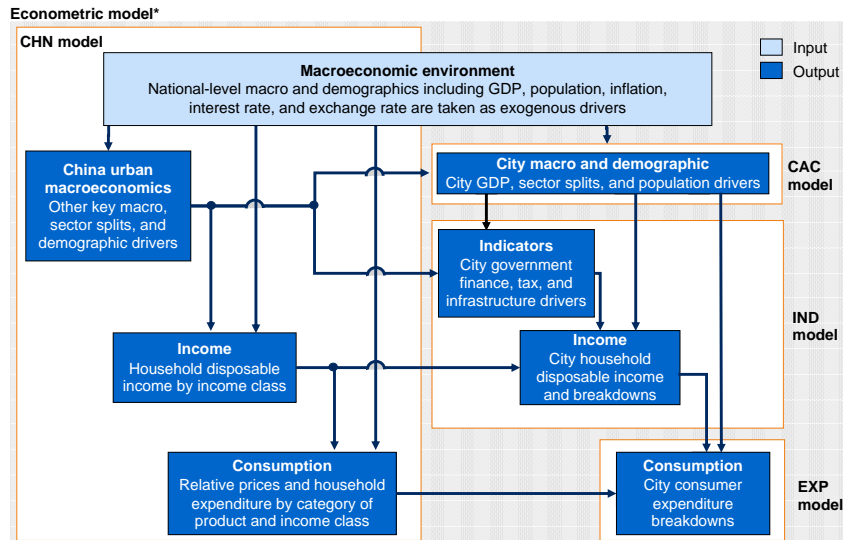 Econometric model*
CHN model
Input
Output
Macroeconomic environment
National-level macro and demographics including GDP, population, inflation,
interest rate, and exchange rate are taken as exogenous drivers
China urban
macroeconomics
Other key macro,
sector splits, and
demographic drivers
City macro and demographic
City GDP, sector splits, and population drivers
CAC
model
Indicators
City government
finance, tax, and
infrastructure drivers
IND
model
Income
Household disposable
income by income class
Income
City household
disposable income
and breakdowns
Consumption
Relative prices and household
expenditure by category of
product and income class
Consumption
City consumer
expenditure
breakdowns
EXP
model